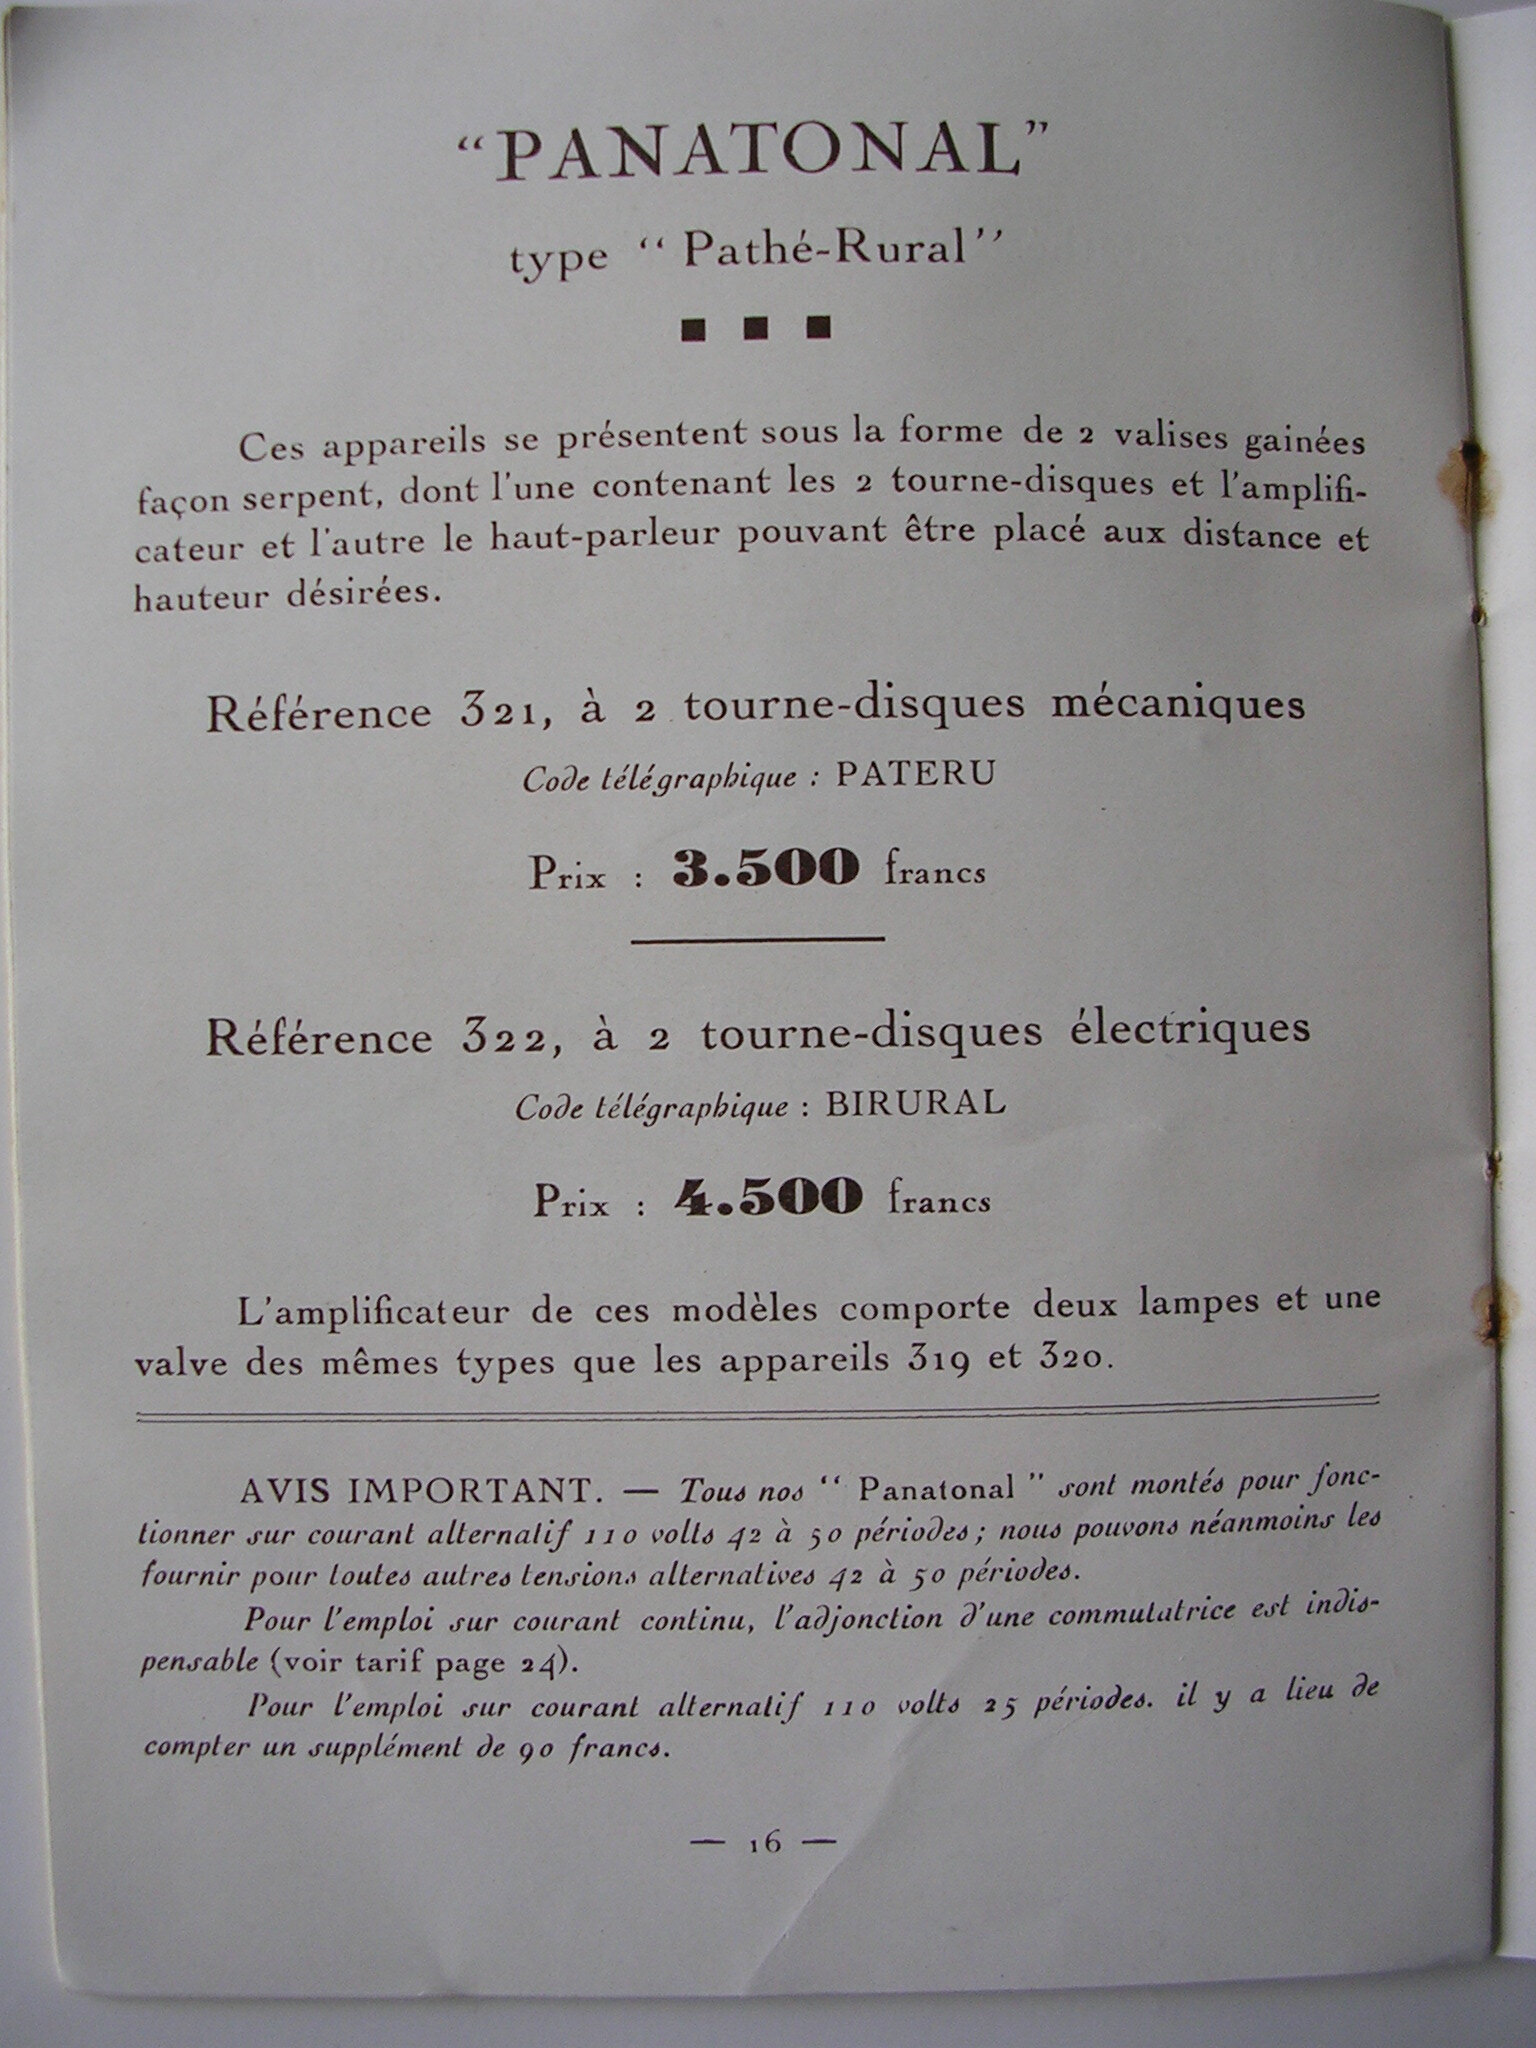 “PANATONAL”
type “Pathé-Rural”
Ces appareils se présentent sous la forme de 2 valises gainées
façon serpent, dont l'une contenant les 2 tourne-disques et l'amplifi-
cateur et l'autre le haut-parleur pouvant être placé aux distance et
hauteur désirées.
Référence 321, à 2 tourne-disques mécaniques
Code télégraphique : PATERU
Prix : 3.500 francs
Référence 322, à 2 tourne-disques électriques
Code télégraphique : BIRURAL
Prix : 4.500 francs
L'amplificateur de ces modèles comporte deux lampes et une
valve des mêmes types que les appareils 319 et 320.
AVIS IMPORTANT. — Tous nos “Panatonal” sont montés pour fonc-
tionner sur courant alternatif 110 volts 42 à 50 périodes ; nous pouvons néanmoins les
fournir pour toutes autres tensions alternatives 42 à 50 périodes.
Pour l'emploi sur courant continu, l'adjonction d'une commutatrice est indis-
pensable (voir tarif page 24).
Pour l'emploi sur courant alternatif 110 volts 25 périodes. il y a lieu de
compter un supplément de 90 francs.
— 16 —